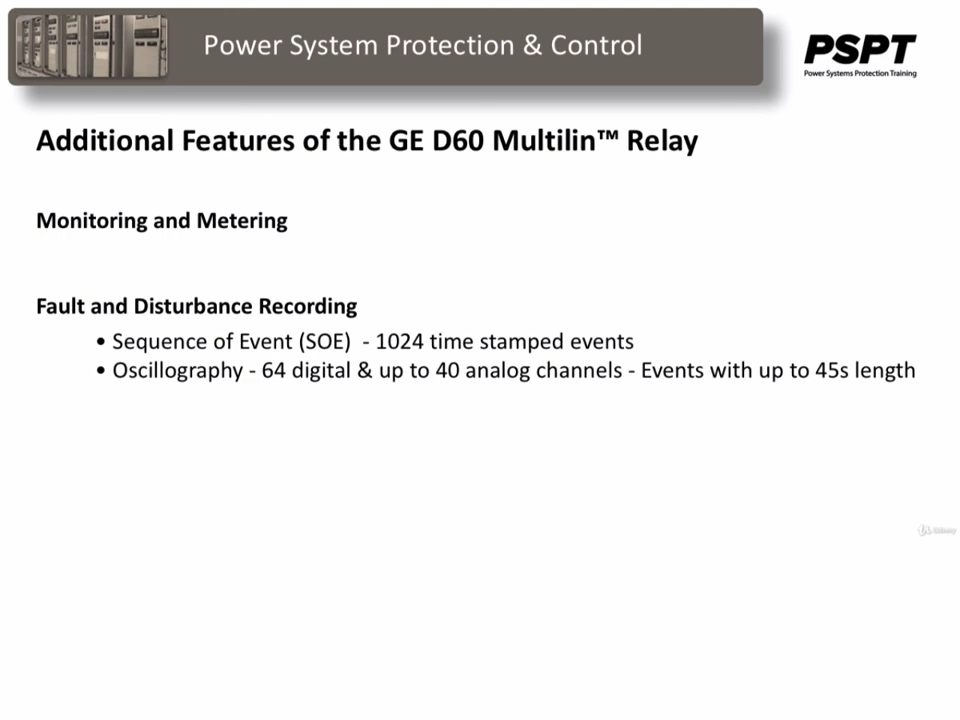 Power System Protection & Control
PSPT
Power Systems Protection Training
Additional Features of the GE D60 Multilin™ Relay
Monitoring and Metering
Fault and Disturbance Recording
• Sequence of Event (SOE) - 1024 time stamped events
• Oscillography - 64 digital & up to 40 analog channels - Events with up to 45s length
Udemy